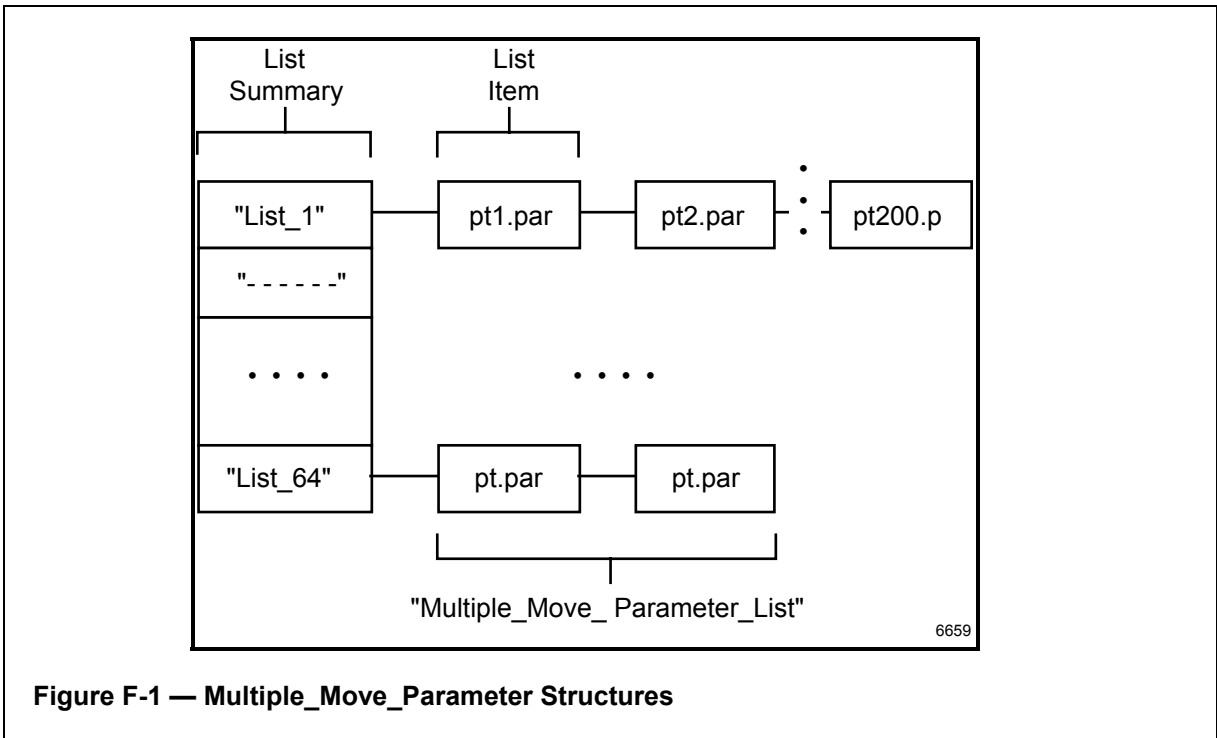 List
Summary
List
Item
"List_1"
pt1.par
pt2.par
pt200.p
"- - - - - -"
"List_64"
pt.par
pt.par
"Multiple_Move_ Parameter_List"
6659
Figure F-1 — Multiple_Move_Parameter Structures